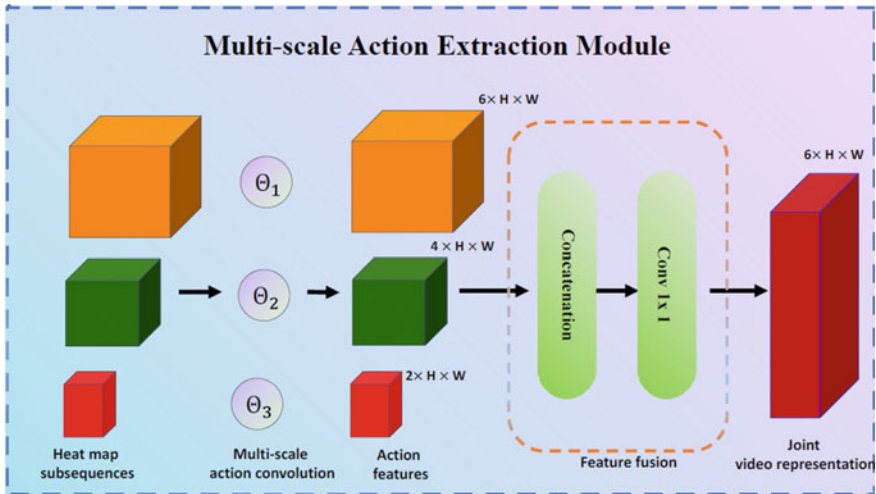 Multi-scale Action Extraction Module
6× H × W
Θ1
4 × H × W
Θ2
2× H × W
Θ3
Concatenation
Conv 1x 1
6× H × W
Heat map
subsequences
Multi-scale
action convolution
Action
features
Feature fusion
Joint
video representation